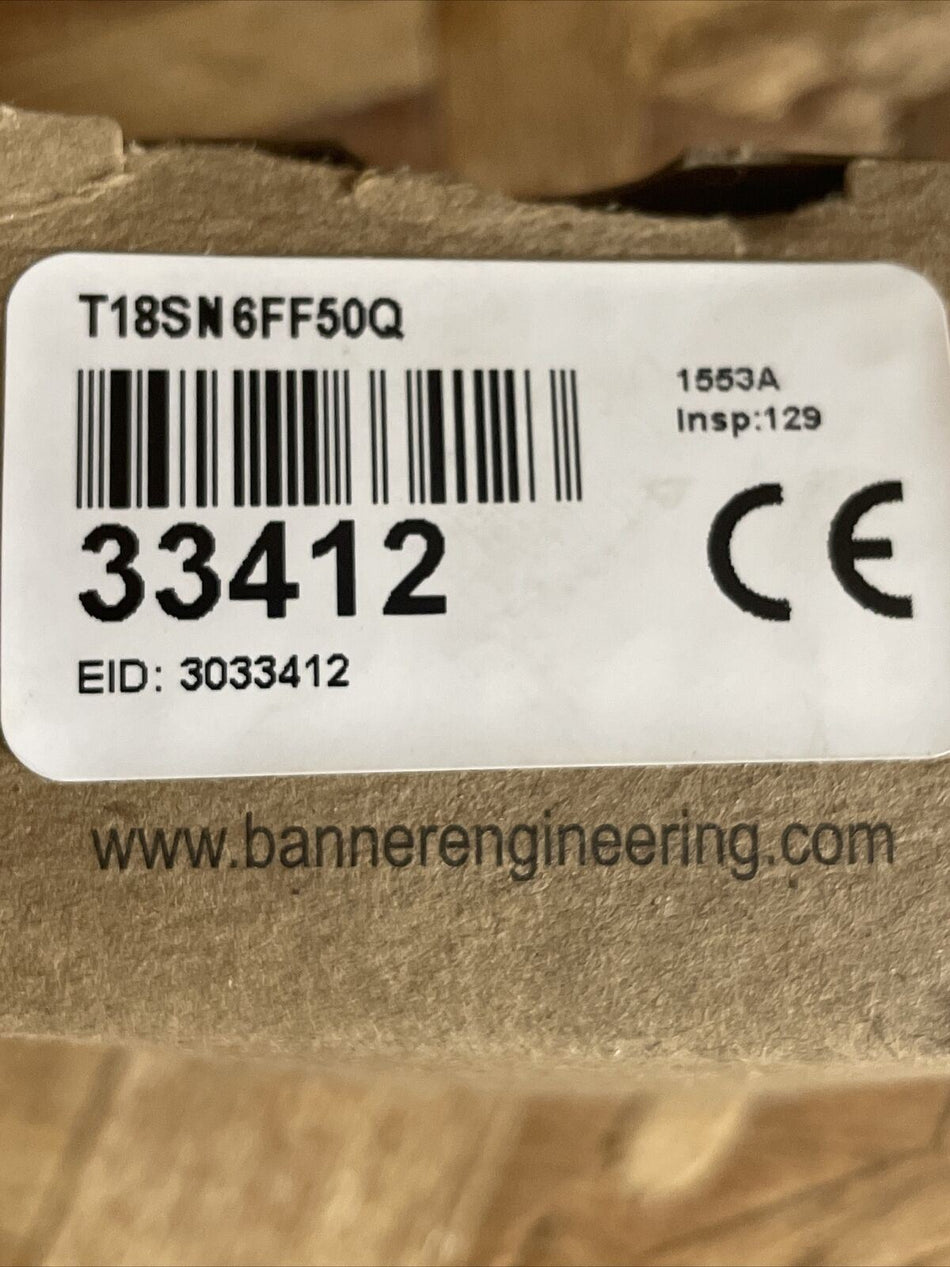 T18SN6FF50Q
1553A
Insp:129
33412
CE
EID: 3033412
www.bannerengineering.com